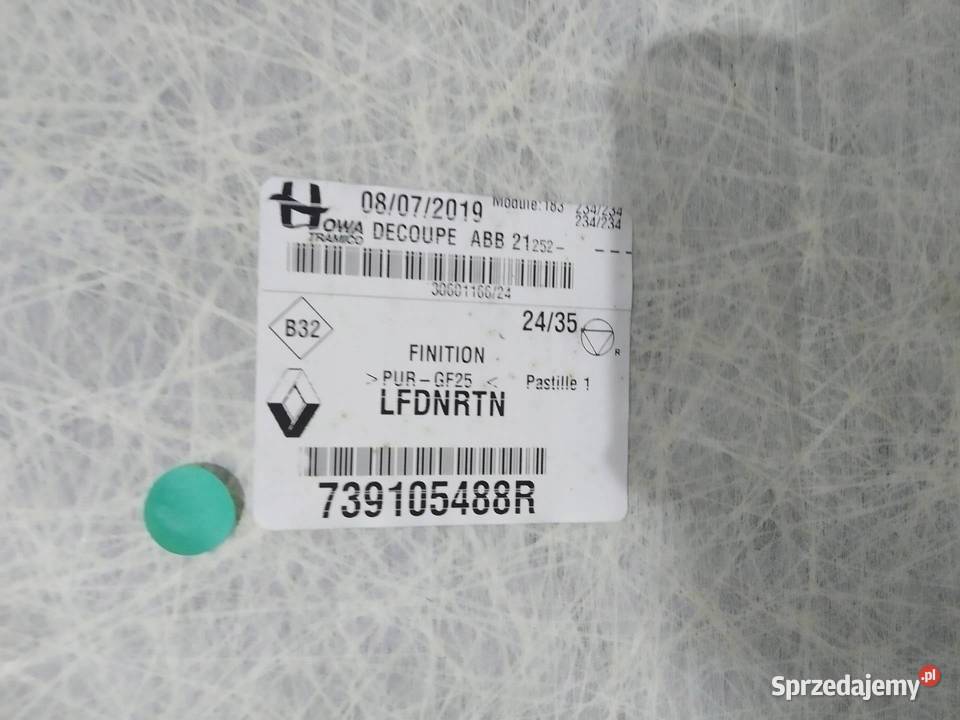 08/07/2019 Module:183 234/234
234/234
HOWA
TRAMICO
DECOUPE ABB 21252-
30601166/24
B32
24/35
R
FINITION
>PUR-GF25 < Pastille 1
LFDNRTN
739105488R
Sprzedajemy.pl